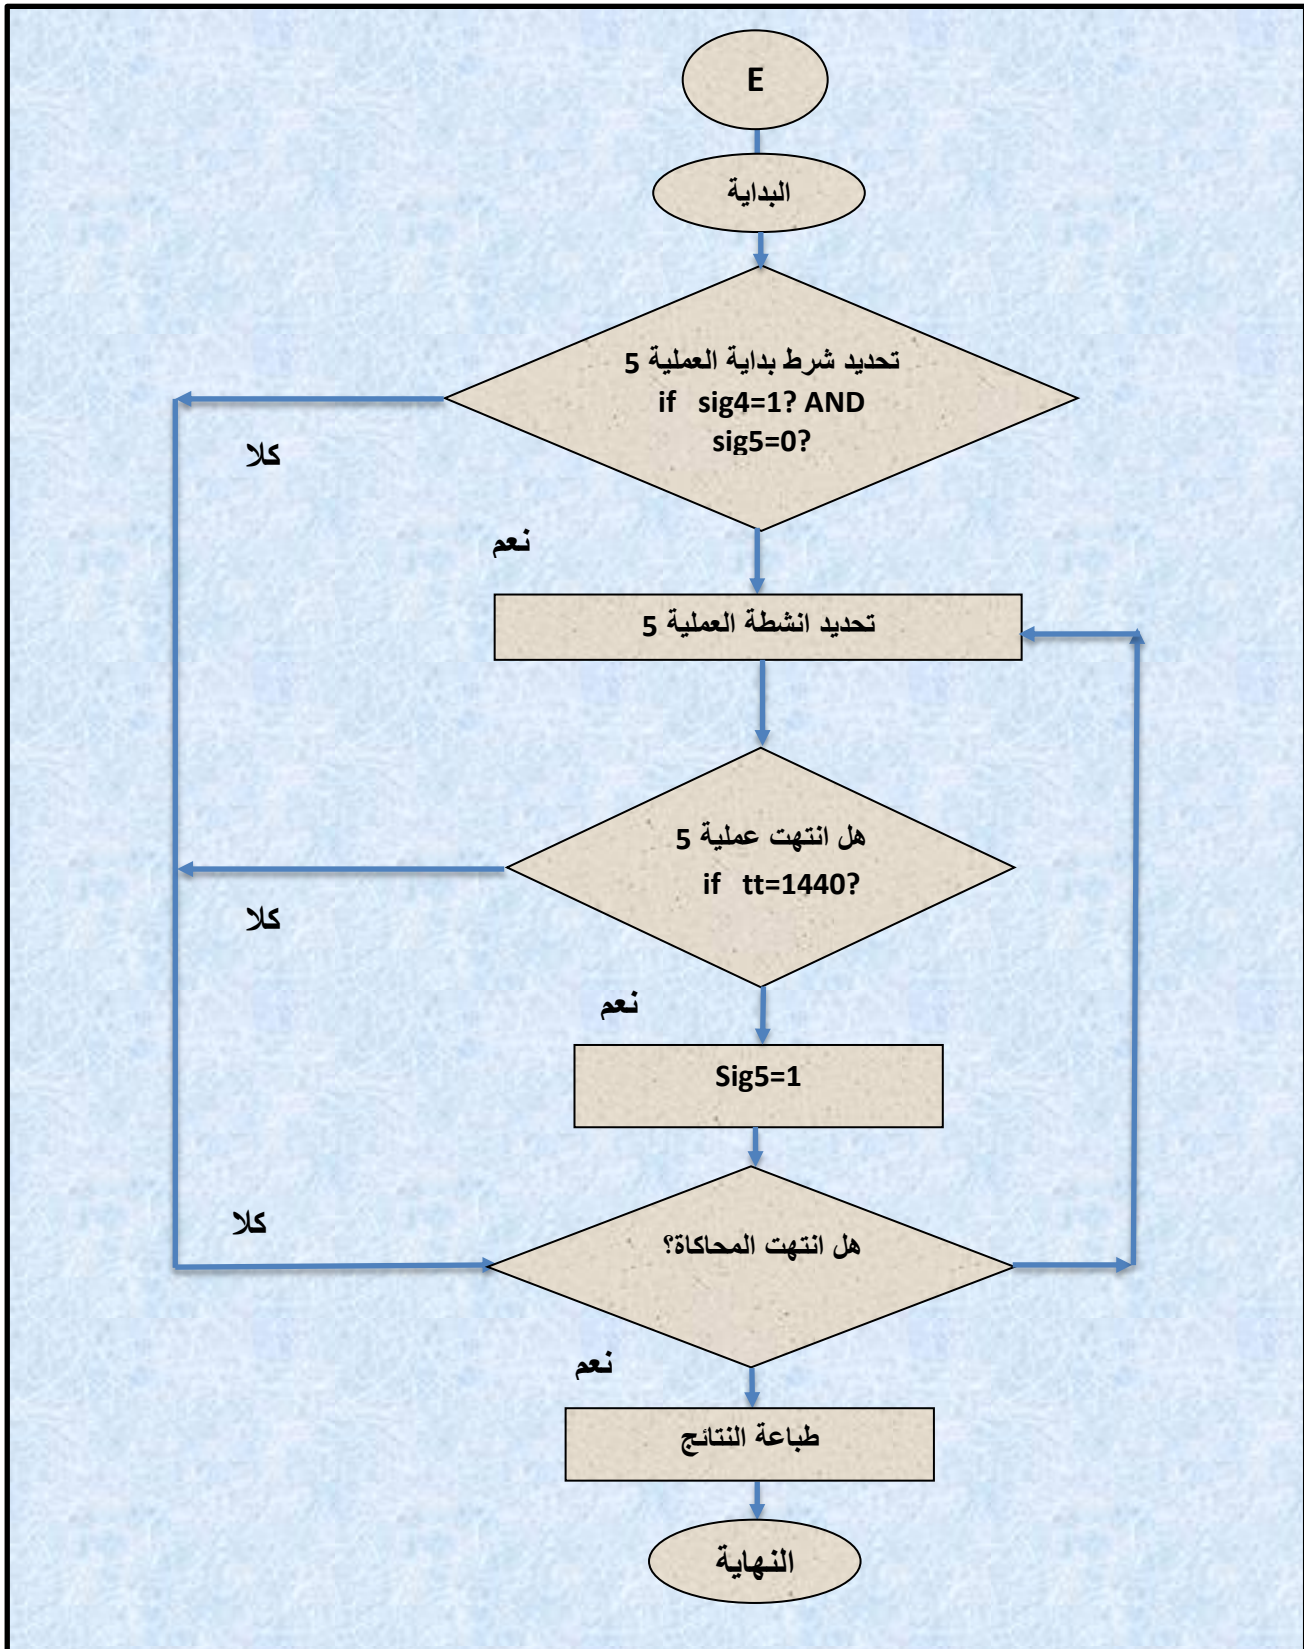 E
البداية
تحديد شرط بداية العملية 5
if sig4=1? AND
sig5=0?
كلا
نعم
تحديد انشطة العملية 5
هل انتهت عملية 5
if tt=1440?
كلا
نعم
Sig5=1
كلا
هل انتهت المحاكاة؟
نعم
طباعة النتائج
النهاية